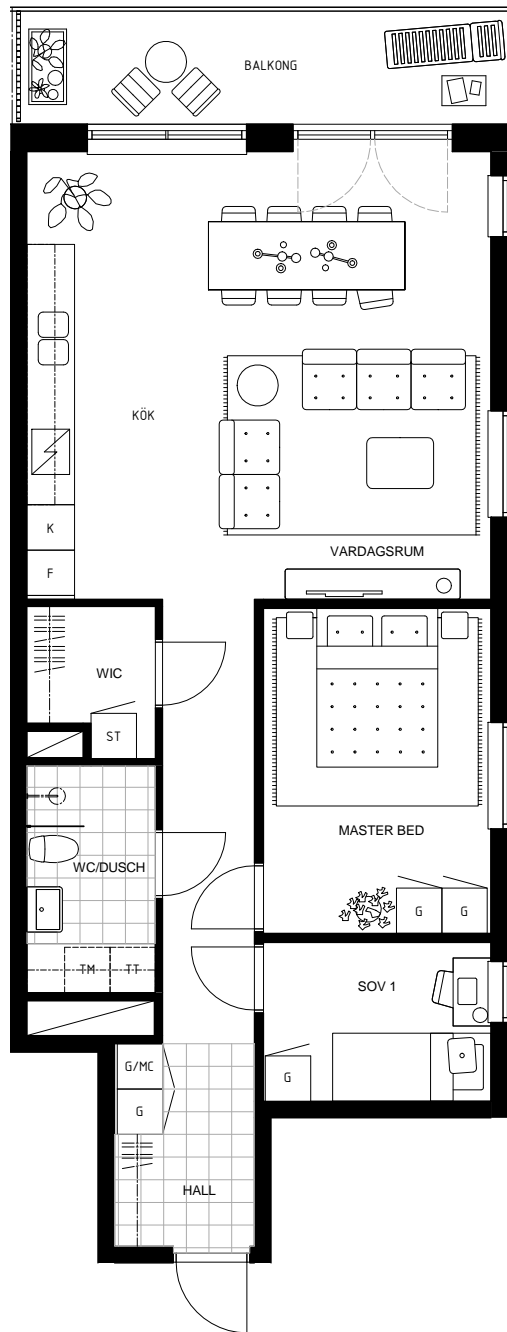 BALKONG
KÖK
K
VARDAGSRUM
F
WIC
ST
MASTER BED
WC/DUSCH
G G
TM TT
SOV 1
G/MC
G
G
HALL